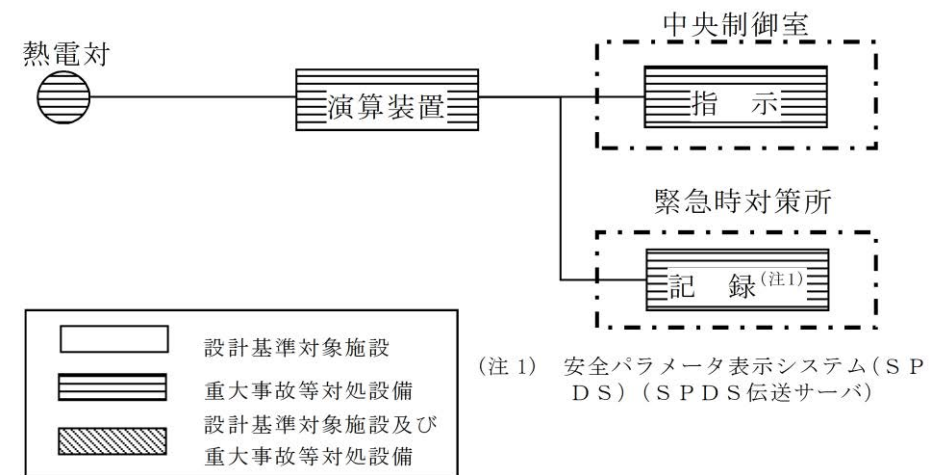 中央制御室
熱電対
演算装置
指　示
緊急時対策所
記　録(注1)
設計基準対象施設
重大事故等対処設備
設計基準対象施設及び
重大事故等対処設備
(注1)　安全パラメータ表示システム(ＳＰ
ＤＳ)(ＳＰＤＳ伝送サーバ)